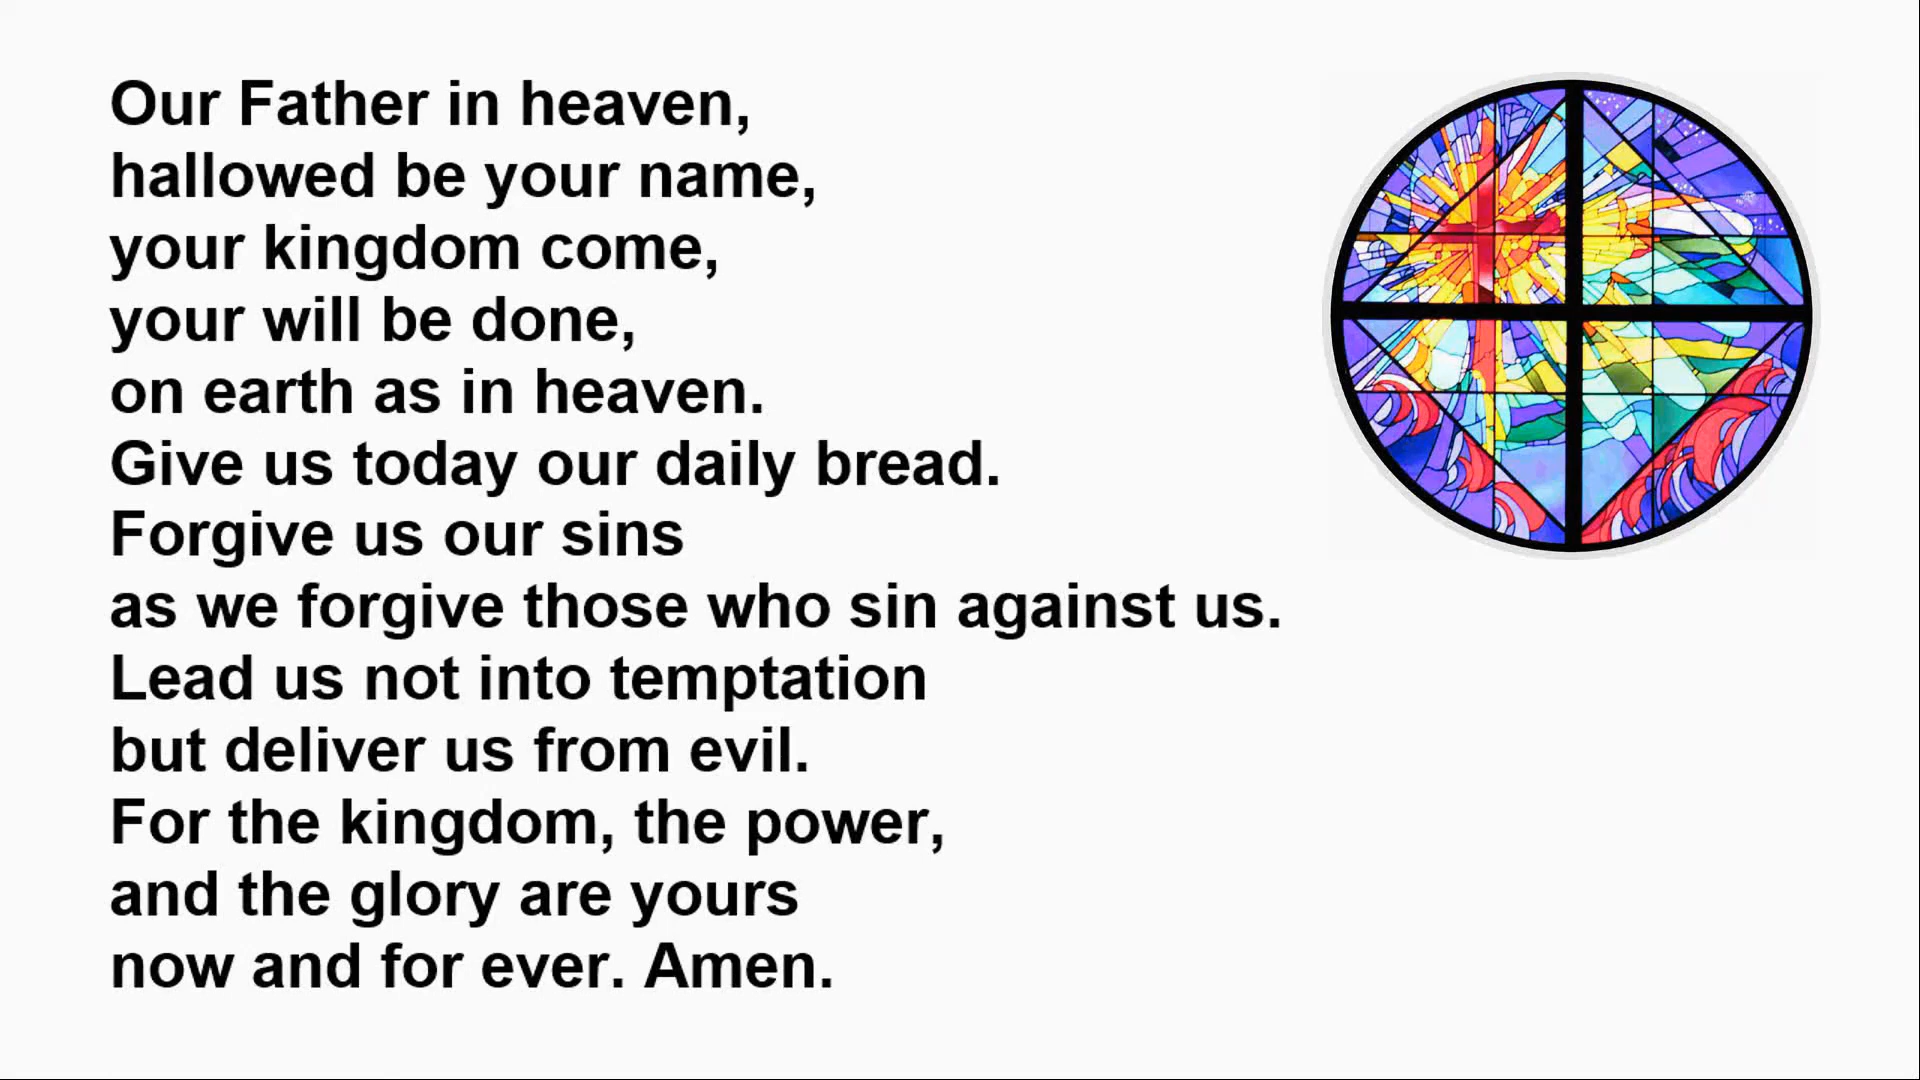 Our Father in heaven,
hallowed be your name,
your kingdom come,
your will be done,
on earth as in heaven.
Give us today our daily bread.
Forgive us our sins
as we forgive those who sin against us.
Lead us not into temptation
but deliver us from evil.
For the kingdom, the power,
and the glory are yours
now and for ever. Amen.